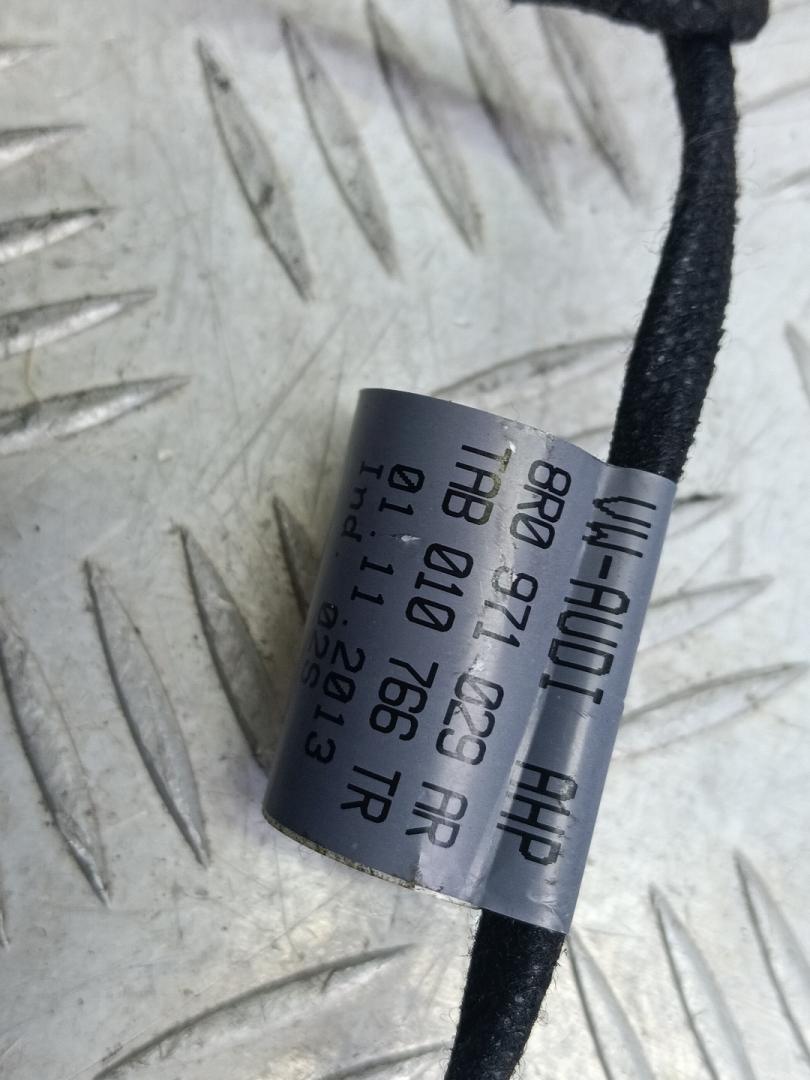 VW-AUDI AHP
8R0 971 029 AR
TAB 010 766 TR
01.11.2013
Ind. 02S